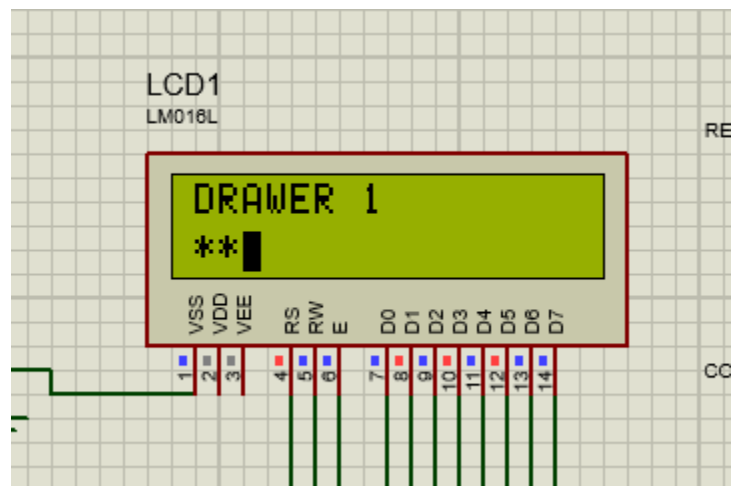 LCD1
LM016L
RE
DRAWER 1
**
VSS
VDD
VEE
RS
RW
E
D0
D1
D2
D3
D4
D5
D6
D7
1
2
3
4
5
6
7
8
9
10
11
12
13
14
CC